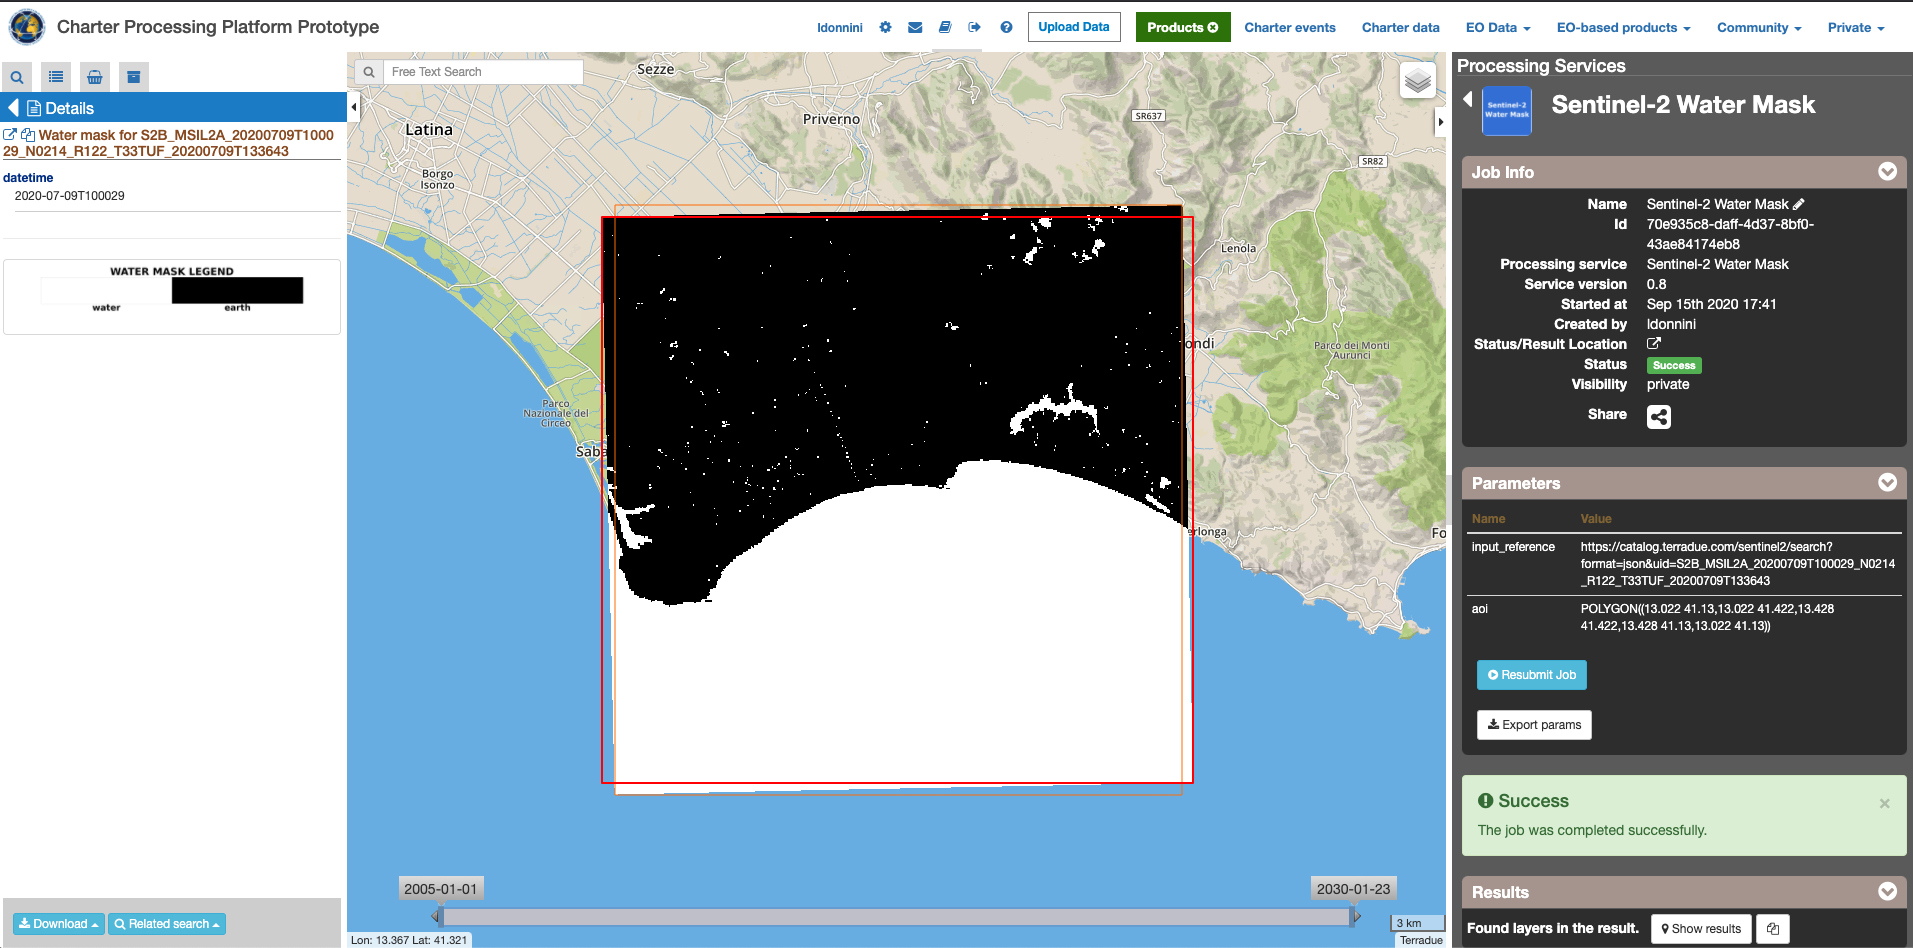 Charter Processing Platform Prototype
ldonnini
Upload Data
Products
Charter events
Charter data
EO Data
EO-based products
Community
Private
Details
Water mask for S2B_MSIL2A_20200709T1000
29_N0214_R122_T33TUF_20200709T133643
datetime
2020-07-09T100029
WATER MASK LEGEND
water
earth
Download
Related search
Free Text Search
Sezze
Latina
Priverno
SR637
SR82
Borgo
Isonzo
Lenola
ondi
Parco dei Monti
Aurunci
Parco
Nazionale del
Circeo
Saba
erlonga
Fo
2005-01-01
2030-01-23
3 km
Lon: 13.367 Lat: 41.321
Terradue
Processing Services
Sentinel-2
Water Mask
Sentinel-2 Water Mask
Job Info
Name Sentinel-2 Water Mask
Id 70e935c8-daff-4d37-8bf0-
43ae84174eb8
Processing service Sentinel-2 Water Mask
Service version 0.8
Started at Sep 15th 2020 17:41
Created by ldonnini
Status/Result Location
Status Success
Visibility private
Share
Parameters
Name Value
input_reference https://catalog.terradue.com/sentinel2/search?
format=json&uid=S2B_MSIL2A_20200709T100029_N0214
_R122_T33TUF_20200709T133643
aoi POLYGON((13.022 41.13,13.022 41.422,13.428
41.422,13.428 41.13,13.022 41.13))
Resubmit Job
Export params
Success
×
The job was completed successfully.
Results
Found layers in the result.
Show results